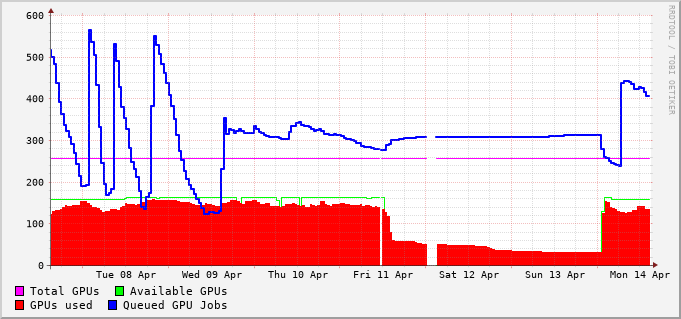 600
500
400
300
200
100
0
Tue 08 Apr Wed 09 Apr Thu 10 Apr Fri 11 Apr Sat 12 Apr Sun 13 Apr Mon 14 Apr
Total GPUs Available GPUs
GPUs used Queued GPU Jobs
RRDTOOL / TOBI OETIKER